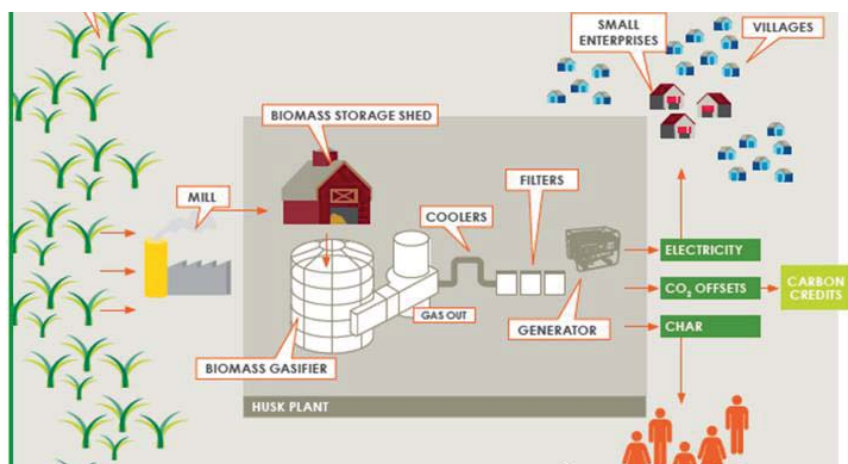 SMALL
ENTERPRISES
VILLAGES
BIOMASS STORAGE SHED
MILL
FILTERS
COOLERS
ELECTRICITY
CO₂ OFFSETS
CARBON
CREDITS
GAS OUT
GENERATOR
CHAR
BIOMASS GASIFIER
HUSK PLANT